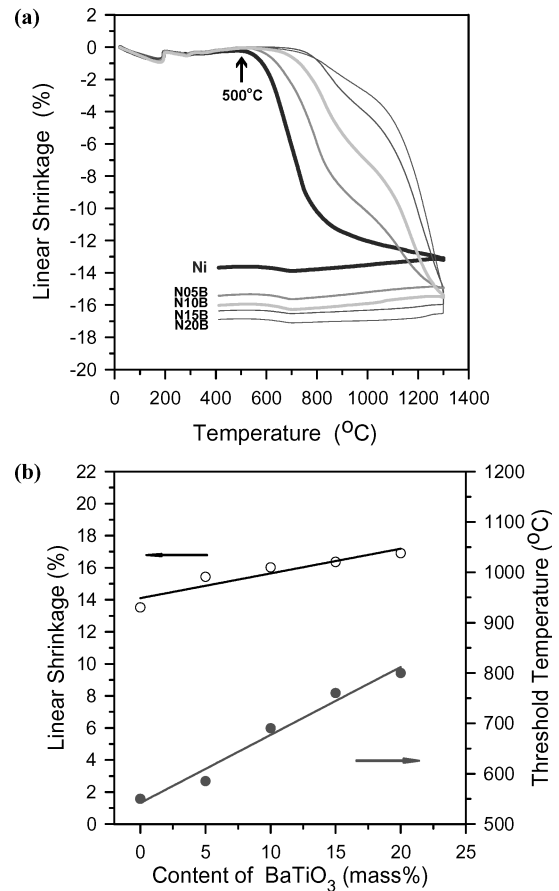 (a)
2
0
-2
-4
-6
-8
-10
-12
-14
-16
-18
-20
Linear Shrinkage (%)
500°C
Ni
N05B
N10B
N15B
N20B
0 200 400 600 800 1000 1200 1400
Temperature (°C)
(b)
22
20
18
16
14
12
10
8
6
4
2
0
Linear Shrinkage (%)
1200
1100
1000
900
800
700
600
500
Threshold Temperature (°C)
0 5 10 15 20 25
Content of BaTiO3 (mass%)